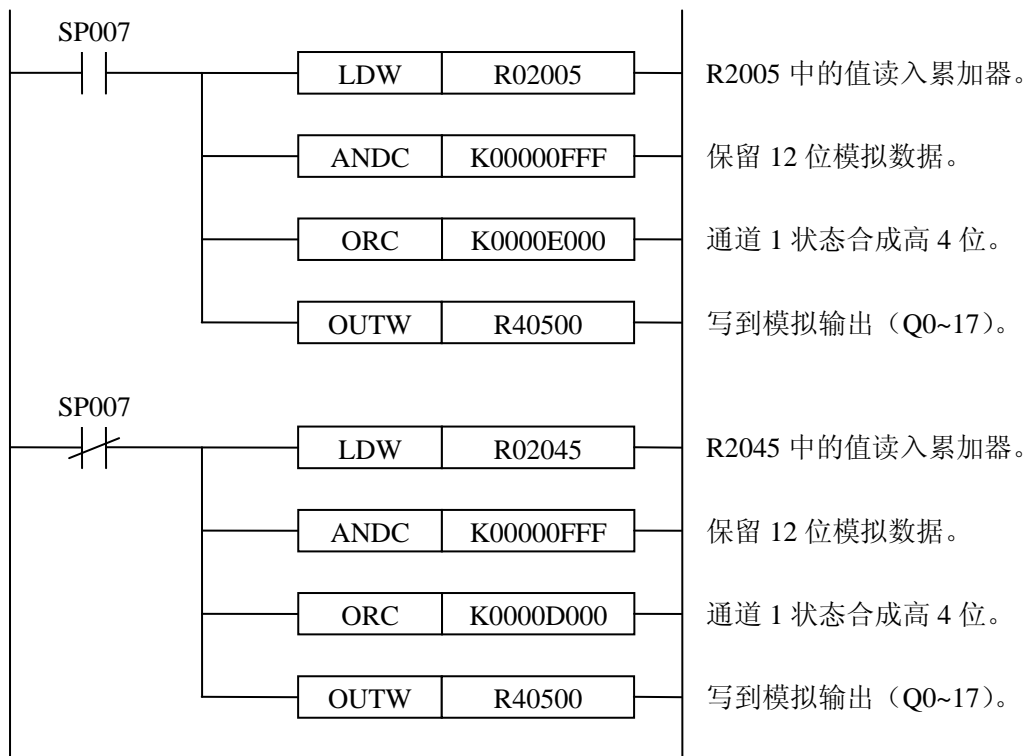 SP007
LDW R02005 R2005 中的值读入累加器。
ANDC K00000FFF 保留 12 位模拟数据。
ORC K0000E000 通道 1 状态合成高 4 位。
OUTW R40500 写到模拟输出（Q0~17）。
SP007
LDW R02045 R2045 中的值读入累加器。
ANDC K00000FFF 保留 12 位模拟数据。
ORC K0000D000 通道 1 状态合成高 4 位。
OUTW R40500 写到模拟输出（Q0~17）。